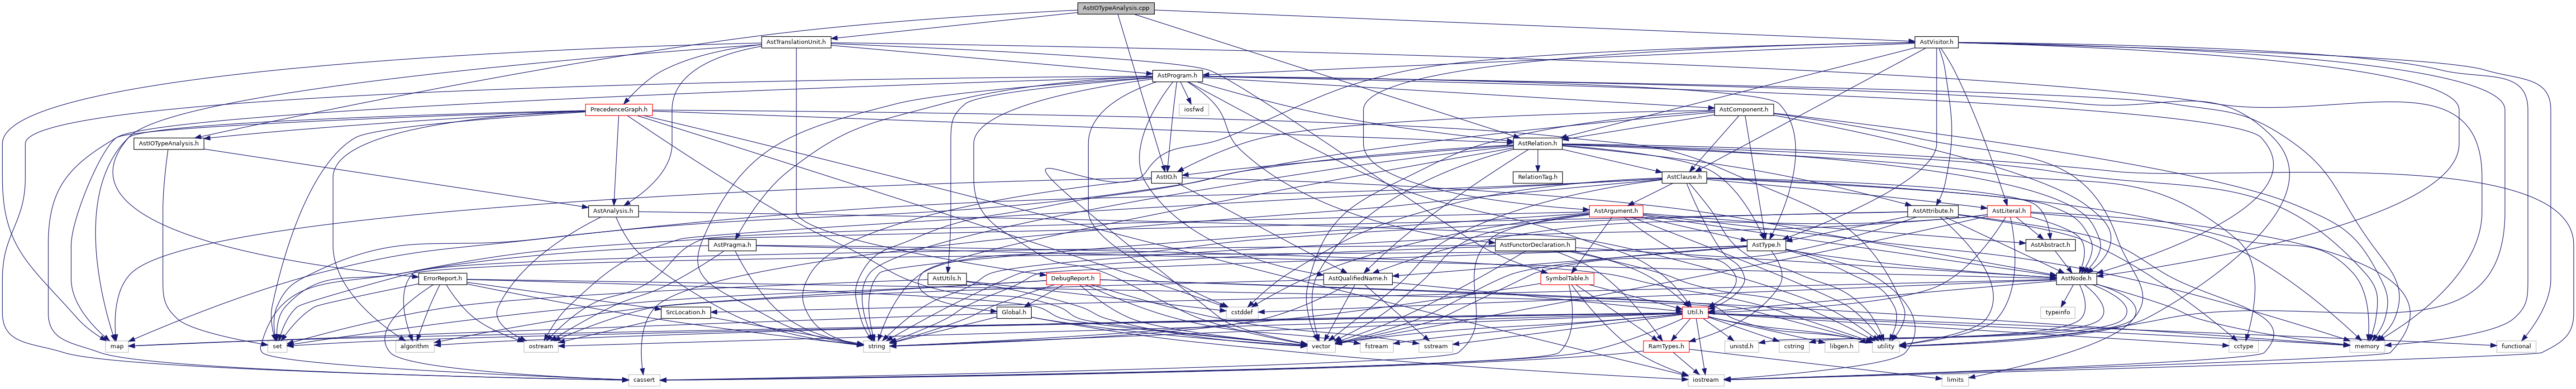 AstIOTypeAnalysis.cpp
AstTranslationUnit.h
AstVisitor.h
AstProgram.h
PrecedenceGraph.h
iosfwd
AstComponent.h
AstIOTypeAnalysis.h
AstRelation.h
AstIO.h
RelationTag.h
AstClause.h
AstAnalysis.h
AstArgument.h
AstAttribute.h
AstLiteral.h
AstPragma.h
AstFunctorDeclaration.h
AstType.h
AstAbstract.h
ErrorReport.h
AstUtils.h
DebugReport.h
AstQualifiedName.h
SymbolTable.h
AstNode.h
SrcLocation.h
Global.h
cstddef
Util.h
typeinfo
map
set
algorithm
ostream
string
vector
fstream
sstream
RamTypes.h
unistd.h
cstring
libgen.h
utility
cctype
memory
functional
cassert
iostream
limits